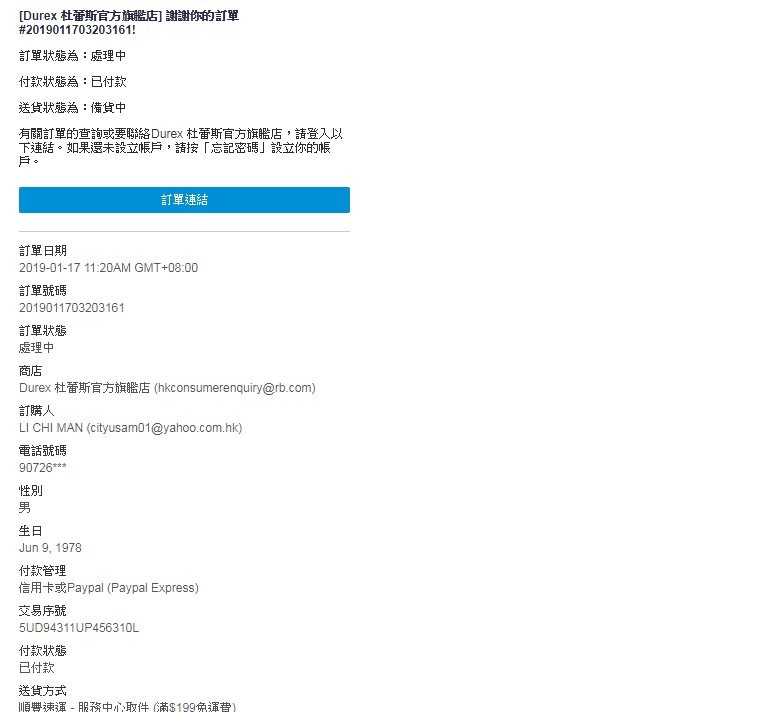 [Durex 杜蕾斯官方旗艦店] 謝謝你的訂單
#2019011703203161!
訂單狀態為：處理中
付款狀態為：已付款
送貨狀態為：備貨中
有關訂單的查詢或要聯絡Durex 杜蕾斯官方旗艦店，請登入以
下連結。如果還未設立帳戶，請按「忘記密碼」設立你的帳
戶。
訂單連結
訂單日期
2019-01-17 11:20AM GMT+08:00
訂單號碼
2019011703203161
訂單狀態
處理中
商店
Durex 杜蕾斯官方旗艦店 (hkconsumerenquiry@rb.com)
訂購人
LI CHI MAN (cityusam01@yahoo.com.hk)
電話號碼
90726***
性別
男
生日
Jun 9, 1978
付款管理
信用卡或Paypal (Paypal Express)
交易序號
5UD94311UP456310L
付款狀態
已付款
送貨方式
順豐速運 - 服務中心取件 (滿$199免運費)